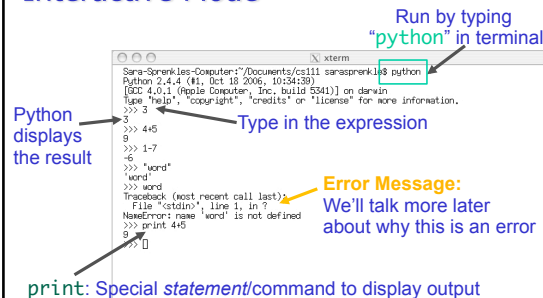 Interactive Mode
Run by typing
“python” in terminal
X xterm
Sara-Sprenkles-Computer:~/Documents/cs111 sarasprenkle$ python
Python 2.4.4 (#1, Oct 18 2006, 10:34:39)
[GCC 4.0.1 (Apple Computer, Inc. build 5341)] on darwin
Type "help", "copyright", "credits" or "license" for more information.
>>> 3
3
>>> 4+5
9
>>> 1-7
-6
>>> "word"
'word'
>>> word
Traceback (most recent call last):
File "<stdin>", line 1, in ?
NameError: name 'word' is not defined
>>> print 4+5
9
>>>
Python
displays
the result
Type in the expression
Error Message:
We’ll talk more later
about why this is an error
print: Special statement/command to display output